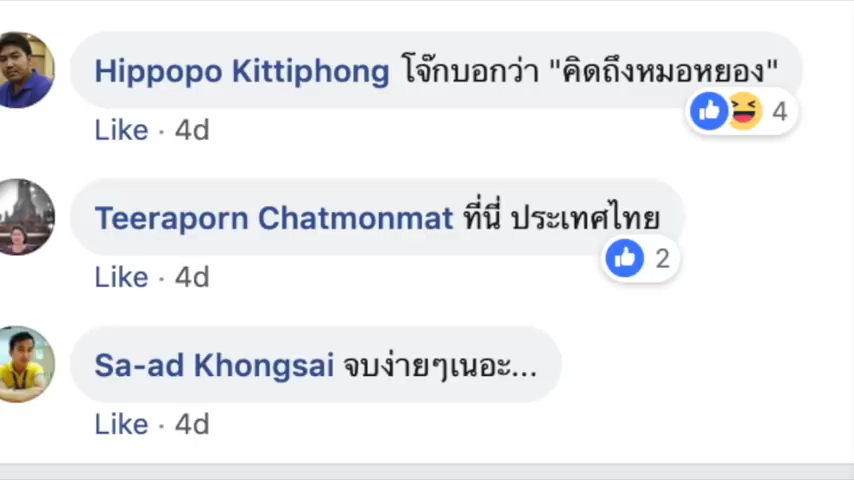 Hippopo Kittiphong โจ๊กบอกว่า "คิดถึงหมอหยอง"
4
Like · 4d
Teeraporn Chatmonmat ที่นี่ ประเทศไทย
2
Like · 4d
Sa-ad Khongsai จบง่ายๆเนอะ...
Like · 4d